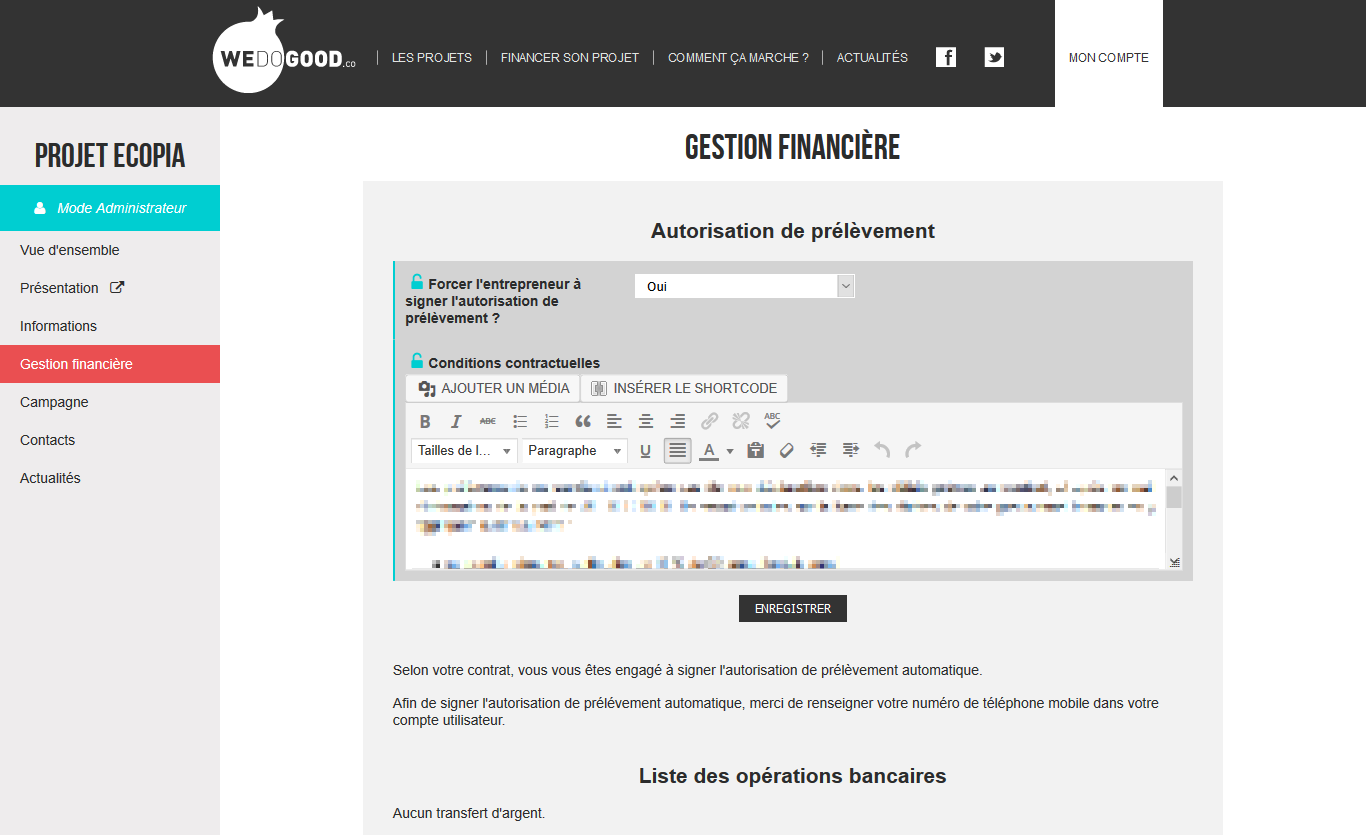 WEDOGOOD.co
LES PROJETS
FINANCER SON PROJET
COMMENT ÇA MARCHE ?
ACTUALITÉS
MON COMPTE
PROJET ECOPIA
Mode Administrateur
Vue d'ensemble
Présentation
Informations
Gestion financière
Campagne
Contacts
Actualités
GESTION FINANCIÈRE
Autorisation de prélèvement
Forcer l'entrepreneur à
signer l'autorisation de
prélèvement ?
Oui
Conditions contractuelles
AJOUTER UN MÉDIA
INSÉRER LE SHORTCODE
B I ABC ABC
Tailles de l... Paragraphe U A
ENREGISTRER
Selon votre contrat, vous vous êtes engagé à signer l'autorisation de prélèvement automatique.
Afin de signer l'autorisation de prélévement automatique, merci de renseigner votre numéro de téléphone mobile dans votre
compte utilisateur.
Liste des opérations bancaires
Aucun transfert d'argent.